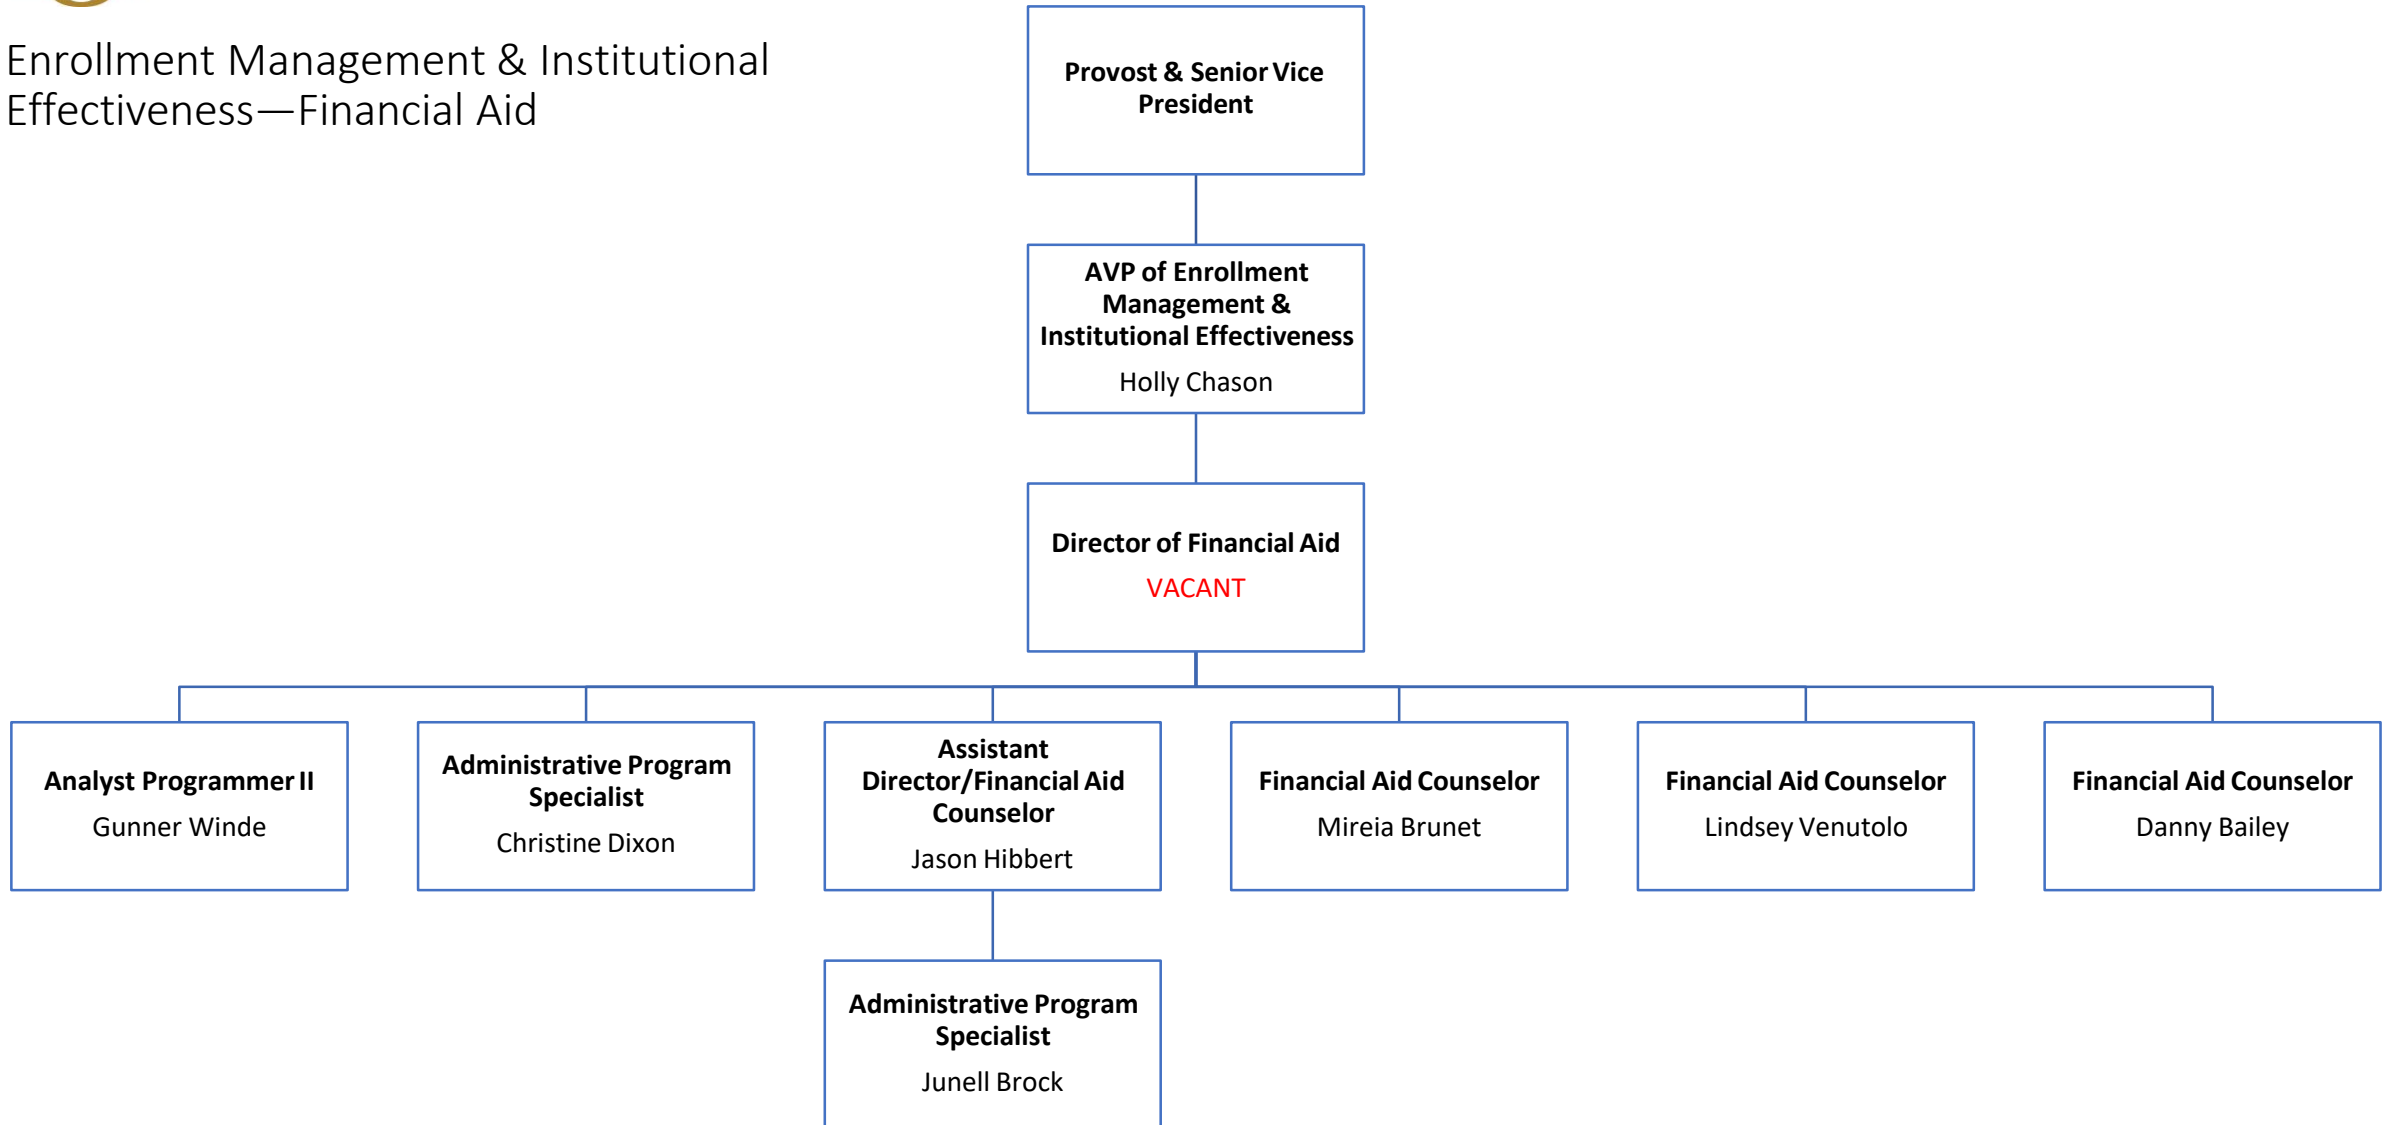 Enrollment Management & Institutional
Effectiveness—Financial Aid
Provost & Senior Vice
President
AVP of Enrollment
Management &
Institutional Effectiveness
Holly Chason
Director of Financial Aid
VACANT
Analyst Programmer II
Gunner Winde
Administrative Program
Specialist
Christine Dixon
Assistant
Director/Financial Aid
Counselor
Jason Hibbert
Financial Aid Counselor
Mireia Brunet
Financial Aid Counselor
Lindsey Venutolo
Financial Aid Counselor
Danny Bailey
Administrative Program
Specialist
Junell Brock